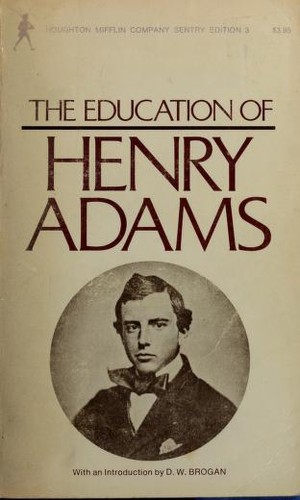 HOUGHTON MIFFLIN COMPANY SENTRY EDITION 3 $3.95
THE EDUCATION OF
HENRY
ADAMS
With an Introduction by D. W. BROGAN